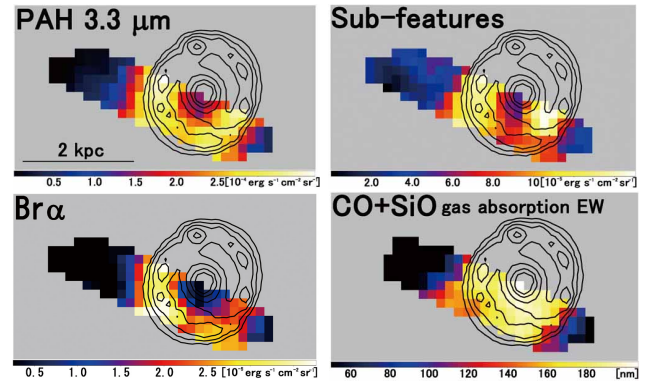 PAH 3.3 μm
Sub-features
2 kpc
0.5 1.0 1.5 2.0 2.5[10⁻⁴ erg s⁻¹ cm⁻² sr⁻¹]
2.0 4.0 6.0 8.0 10[10⁻⁵ erg s⁻¹ cm⁻² sr⁻¹]
Brα
CO+SiO gas absorption EW
0.5 1.0 1.5 2.0 2.5 [10⁻⁵ erg s⁻¹ cm⁻² sr⁻¹]
60 80 100 120 140 160 180 [nm]